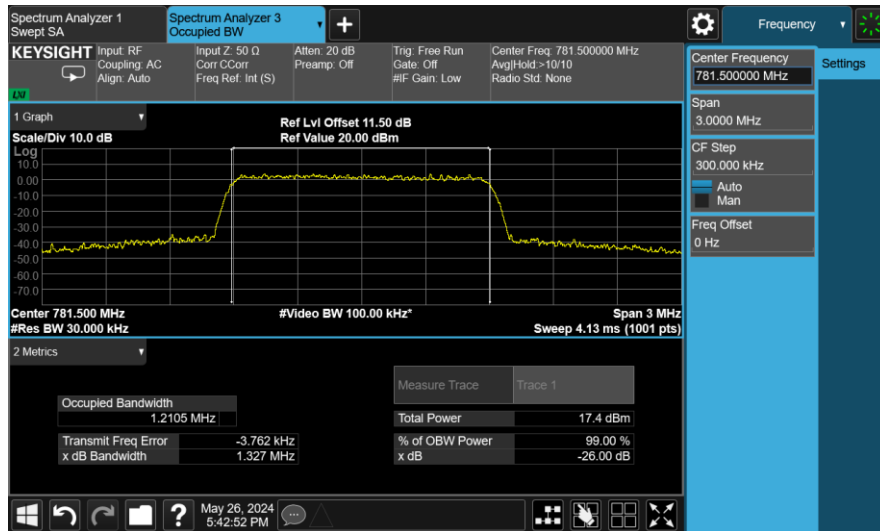 Spectrum Analyzer 1
Swept SA
Spectrum Analyzer 3
Occupied BW
+
Frequency
KEYSIGHT
Input: RF
Coupling: AC
Align: Auto
Input Z: 50 Ω
Corr CCorr
Freq Ref: Int (S)
Atten: 20 dB
Preamp: Off
Trig: Free Run
Gate: Off
#IF Gain: Low
Center Freq: 781.500000 MHz
Avg|Hold:>10/10
Radio Std: None
LXI
Center Frequency
781.500000 MHz
Settings
Span
3.0000 MHz
CF Step
300.000 kHz
Auto
Man
Freq Offset
0 Hz
1 Graph
Scale/Div 10.0 dB
Ref Lvl Offset 11.50 dB
Ref Value 20.00 dBm
Log
10.0
0.00
-10.0
-20.0
-30.0
-40.0
-50.0
-60.0
-70.0
Center 781.500 MHz
#Video BW 100.00 kHz*
Span 3 MHz
#Res BW 30.000 kHz
Sweep 4.13 ms (1001 pts)
2 Metrics
Measure Trace
Trace 1
Occupied Bandwidth
1.2105 MHz
Total Power
17.4 dBm
Transmit Freq Error
-3.762 kHz
% of OBW Power
99.00 %
x dB Bandwidth
1.327 MHz
x dB
-26.00 dB
?
May 26, 2024
5:42:52 PM